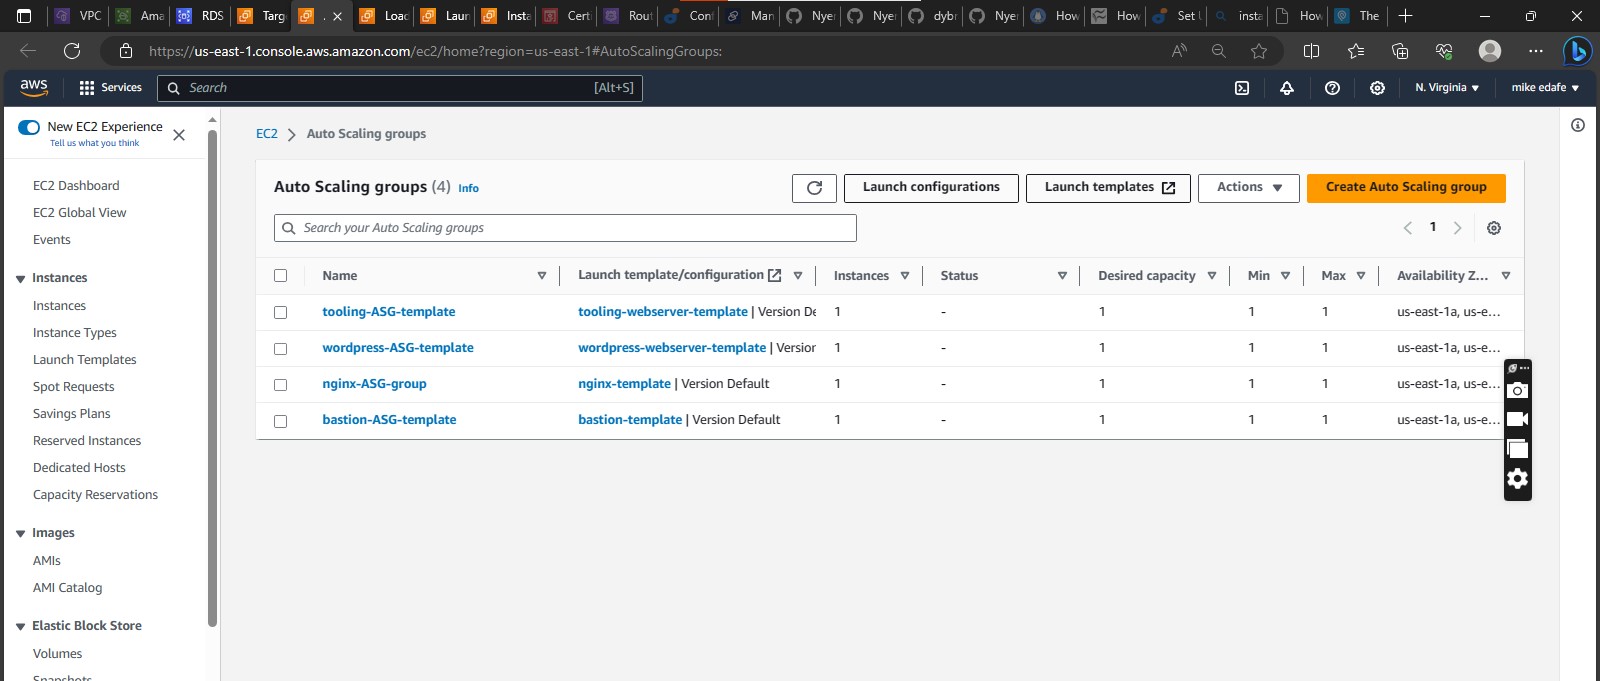 VPC
Ama
RDS
Targ
Load
Laun
Insta
Certi
Rout
Conf
Man
Nyer
Nyer
dybr
Nyer
How
How
Set U
insta
How
The
https://us-east-1.console.aws.amazon.com/ec2/home?region=us-east-1#AutoScalingGroups:
aws
Services
Search
[Alt+S]
N. Virginia
mike edafe
New EC2 Experience
Tell us what you think
EC2 Dashboard
EC2 Global View
Events
Instances
Instances
Instance Types
Launch Templates
Spot Requests
Savings Plans
Reserved Instances
Dedicated Hosts
Capacity Reservations
Images
AMIs
AMI Catalog
Elastic Block Store
Volumes
Snapshots
EC2 > Auto Scaling groups
Auto Scaling groups (4) Info
Launch configurations
Launch templates
Actions
Create Auto Scaling group
Search your Auto Scaling groups
1
Name Launch template/configuration Instances Status Desired capacity Min Max Availability Z...
tooling-ASG-template tooling-webserver-template | Version De 1 - 1 1 1 us-east-1a, us-e...
wordpress-ASG-template wordpress-webserver-template | Version 1 - 1 1 1 us-east-1a, us-e...
nginx-ASG-group nginx-template | Version Default 1 - 1 1 1 us-east-1a, us-e...
bastion-ASG-template bastion-template | Version Default 1 - 1 1 1 us-east-1a, us-e...